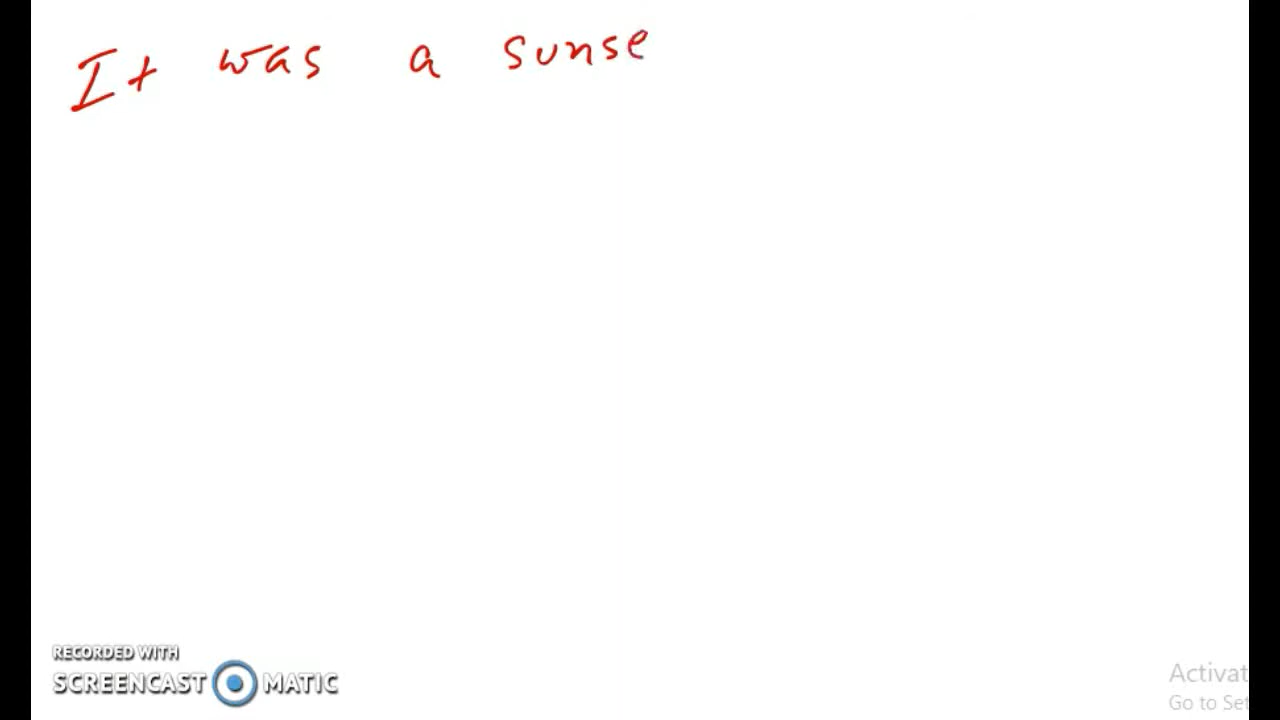 It was a sunse
RECORDED WITH
SCREENCAST MATIC
Activat
Go to Set